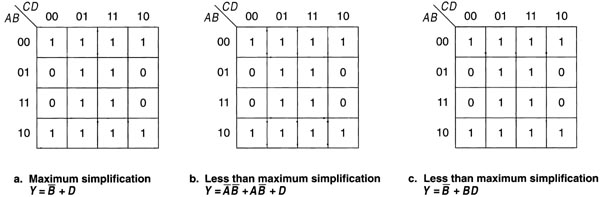 CD CD CD
AB 00 01 11 10 AB 00 01 11 10 AB 00 01 11 10
00 1 1 1 1 00 1 1 1 1 00 1 1 1 1
01 0 1 1 0 01 0 1 1 0 01 0 1 1 0
11 0 1 1 0 11 0 1 1 0 11 0 1 1 0
10 1 1 1 1 10 1 1 1 1 10 1 1 1 1
a. Maximum simplification b. Less than maximum simplification c. Less than maximum simplification
Y = B̅ + D Y = A̅B̅ + AB̅ + D Y = B̅ + BD